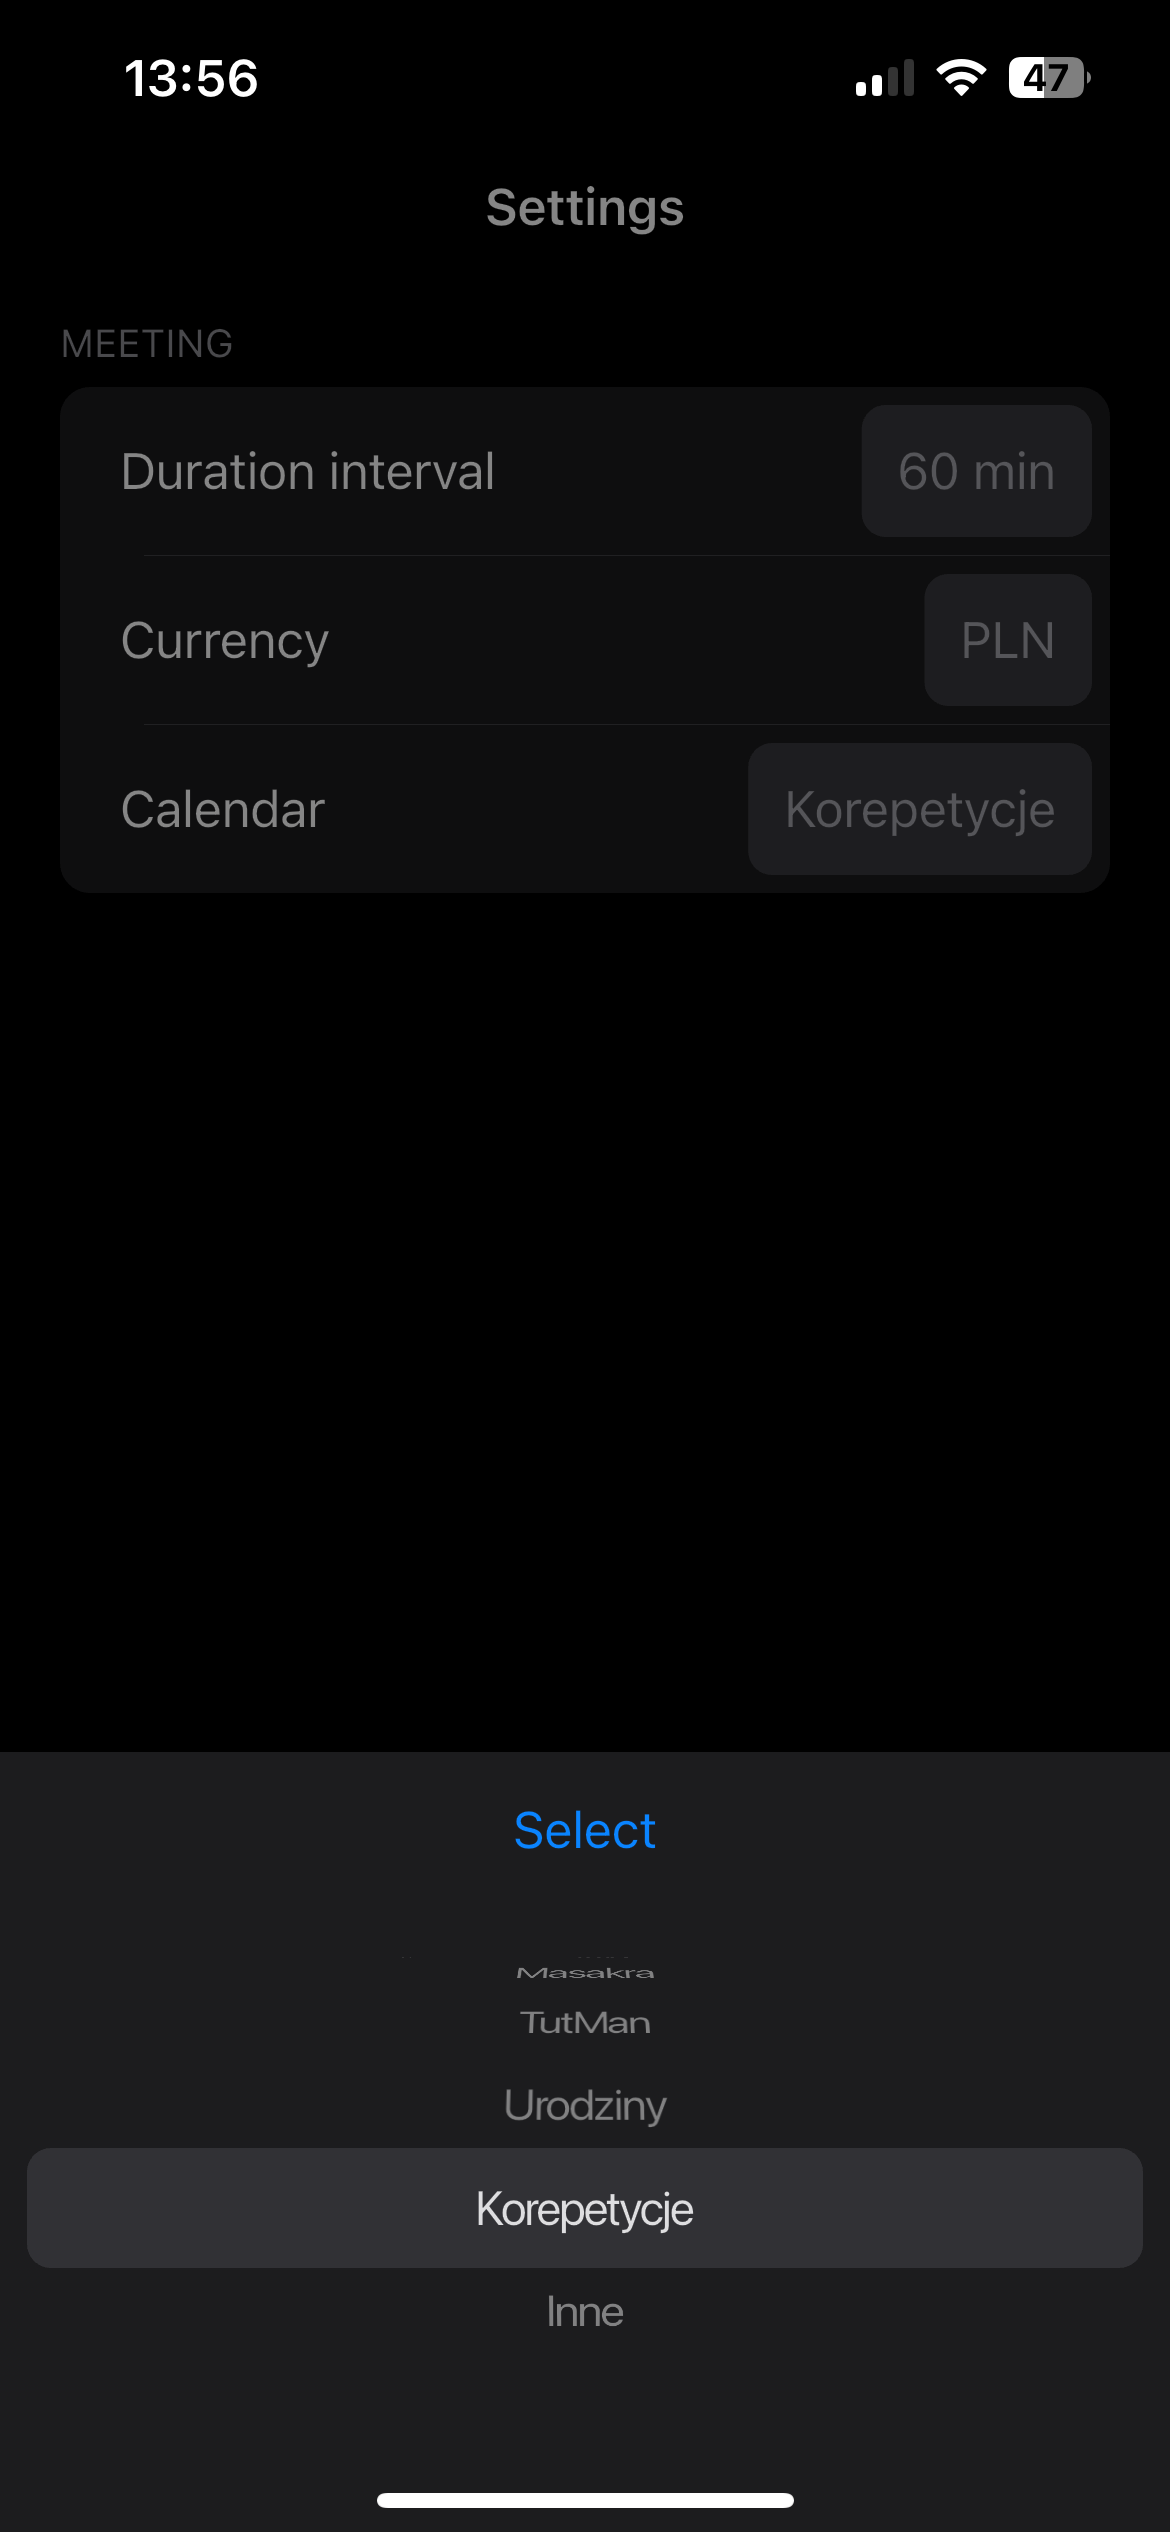 13:56
47
Settings
MEETING
Duration interval
60 min
Currency
PLN
Calendar
Korepetycje
Select
Masakra
TutMan
Urodziny
Korepetycje
Inne